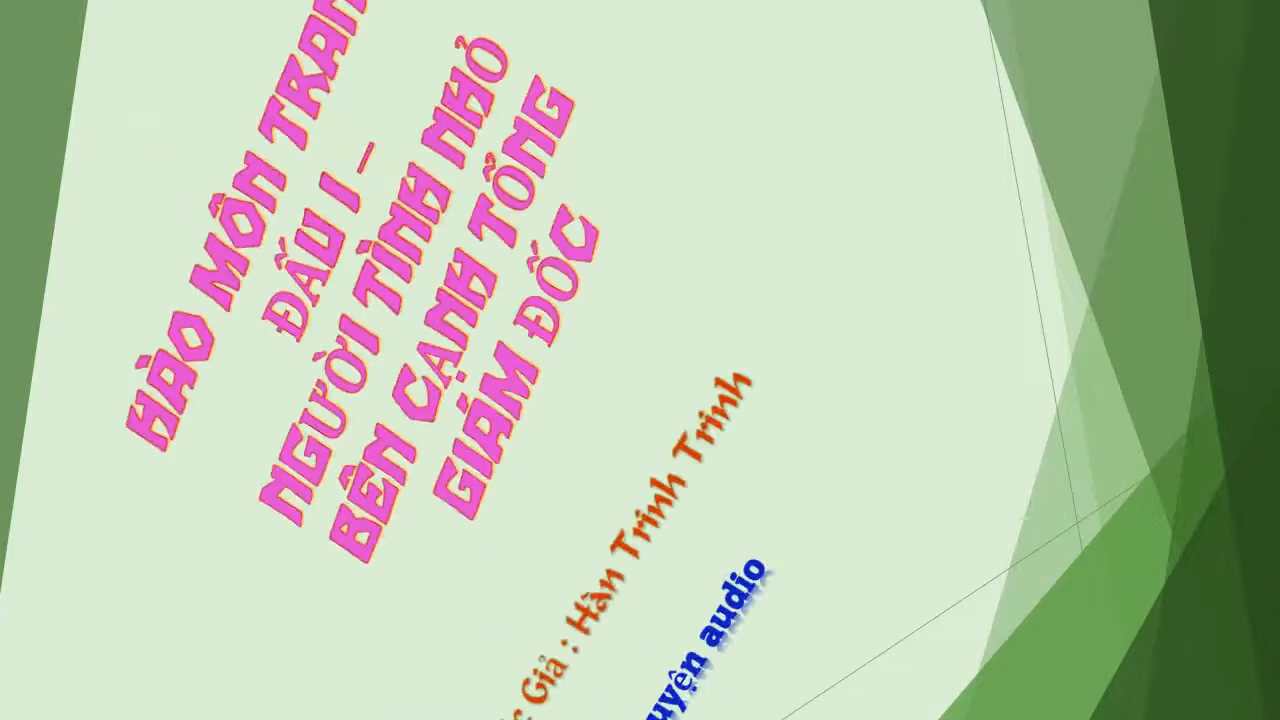 HÀO MÔN TRAN
ĐẤU I –
NGƯỜI TÌNH NHỎ
BÊN CẠNH TỔNG
GIÁM ĐỐC
c Giả : Hàn Trinh Trinh
uyện audio